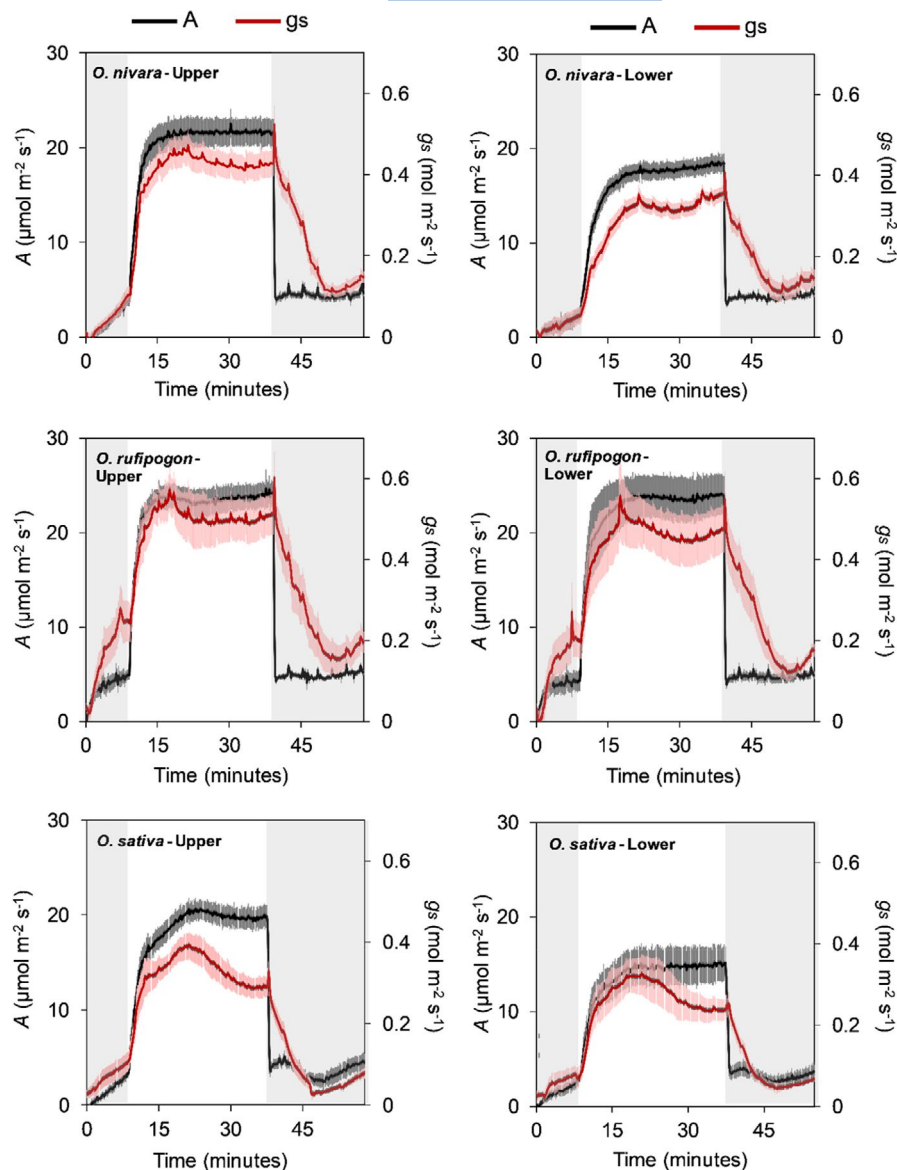 A gs
A gs
O. nivara - Upper
30
20
10
0
A (µmol m-2 s-1)
0.6
0.4
0.2
0
gs (mol m-2 s-1)
0 15 30 45
Time (minutes)
O. nivara - Lower
30
20
10
0
A (µmol m-2 s-1)
0.6
0.4
0.2
0
gs (mol m-2 s-1)
0 15 30 45
Time (minutes)
O. rufipogon-
Upper
30
20
10
0
A (µmol m-2 s-1)
0.6
0.4
0.2
0
gs (mol m-2 s-1)
0 15 30 45
Time (minutes)
O. rufipogon-
Lower
30
20
10
0
A (µmol m-2 s-1)
0.6
0.4
0.2
0
gs (mol m-2 s-1)
0 15 30 45
Time (minutes)
O. sativa - Upper
30
20
10
0
A (µmol m-2 s-1)
0.6
0.4
0.2
0
gs (mol m-2 s-1)
0 15 30 45
Time (minutes)
O. sativa - Lower
30
20
10
0
A (µmol m-2 s-1)
0.6
0.4
0.2
0
gs (mol m-2 s-1)
0 15 30 45
Time (minutes)